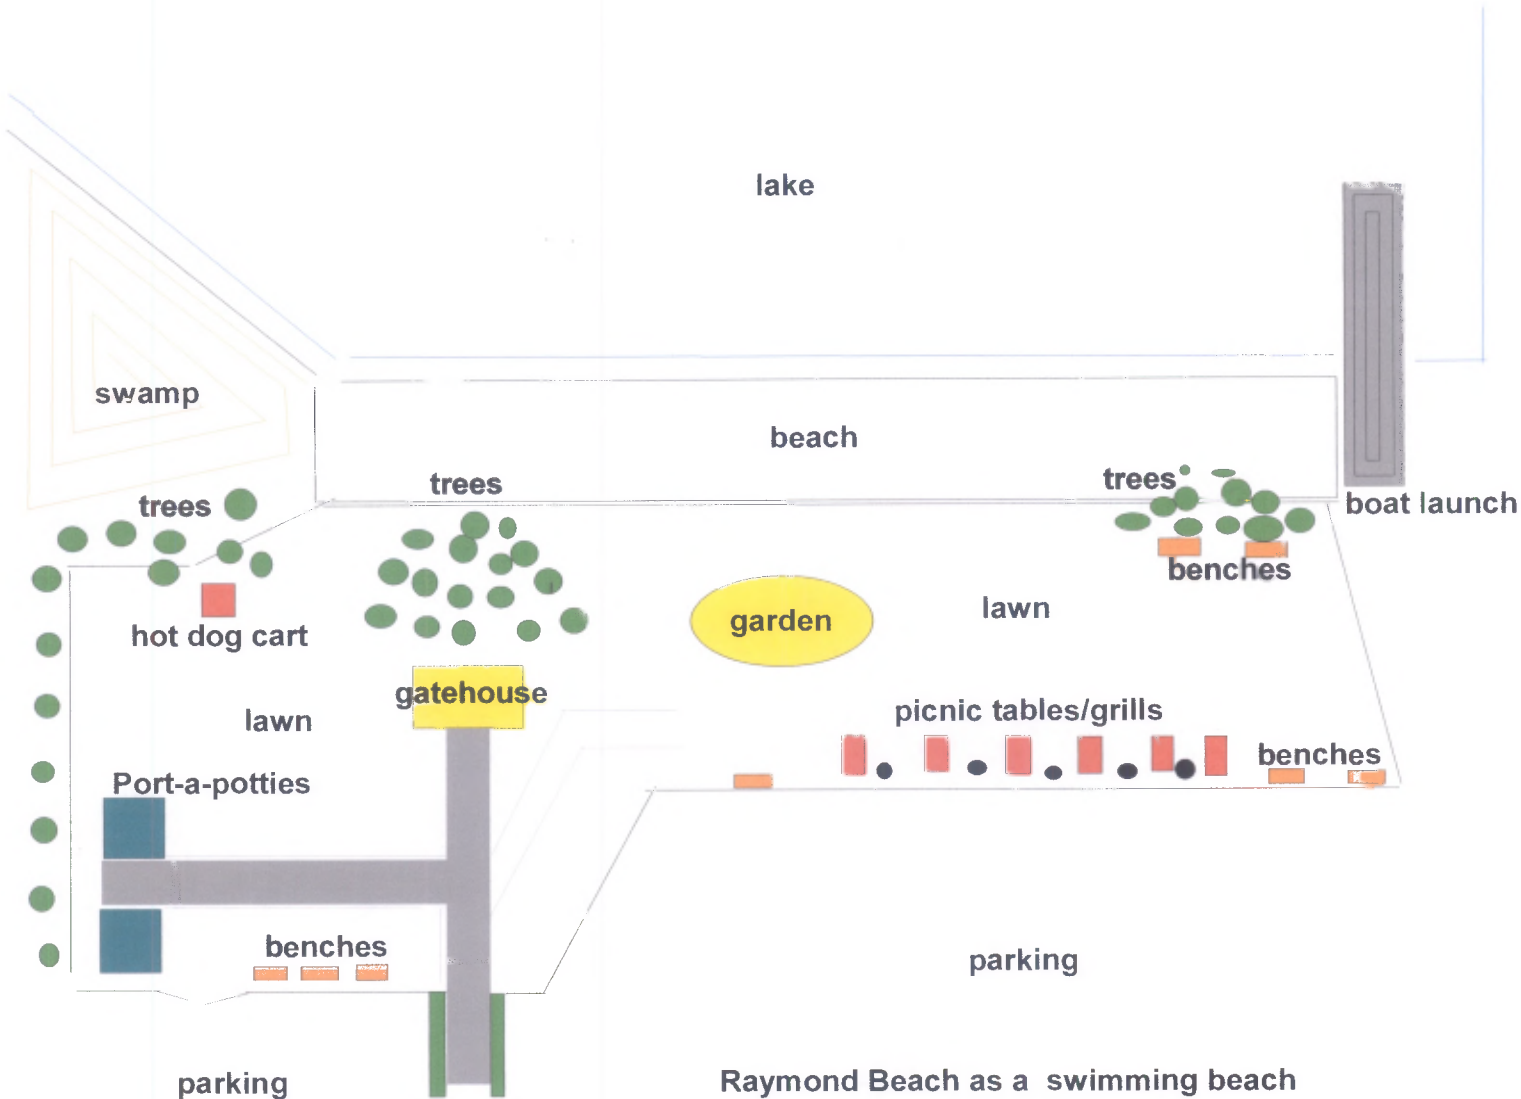 lake
swamp
beach
trees
trees
trees
boat launch
benches
hot dog cart
garden
lawn
gatehouse
lawn
picnic tables/grills
benches
Port-a-potties
benches
parking
parking
Raymond Beach as a swimming beach